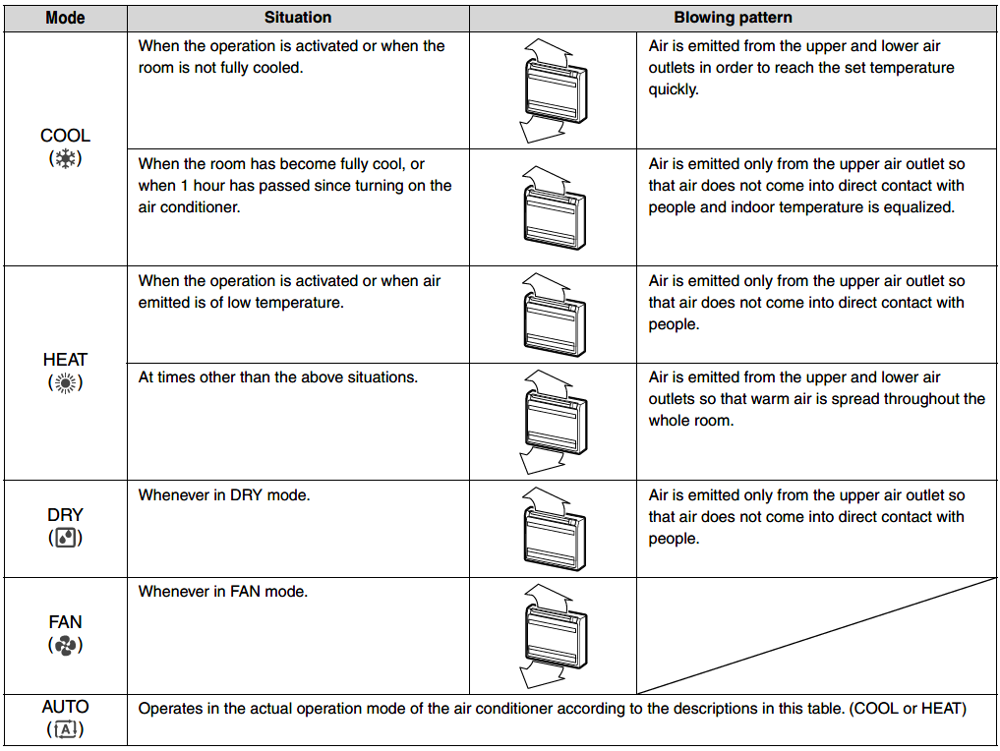 Mode
Situation
Blowing pattern
COOL
( )
When the operation is activated or when the
room is not fully cooled.
Air is emitted from the upper and lower air
outlets in order to reach the set temperature
quickly.
When the room has become fully cool, or
when 1 hour has passed since turning on the
air conditioner.
Air is emitted only from the upper air outlet so
that air does not come into direct contact with
people and indoor temperature is equalized.
HEAT
( )
When the operation is activated or when air
emitted is of low temperature.
Air is emitted only from the upper air outlet so
that air does not come into direct contact with
people.
At times other than the above situations.
Air is emitted from the upper and lower air
outlets so that warm air is spread throughout the
whole room.
DRY
( )
Whenever in DRY mode.
Air is emitted only from the upper air outlet so
that air does not come into direct contact with
people.
FAN
( )
Whenever in FAN mode.
AUTO
(A)
Operates in the actual operation mode of the air conditioner according to the descriptions in this table. (COOL or HEAT)